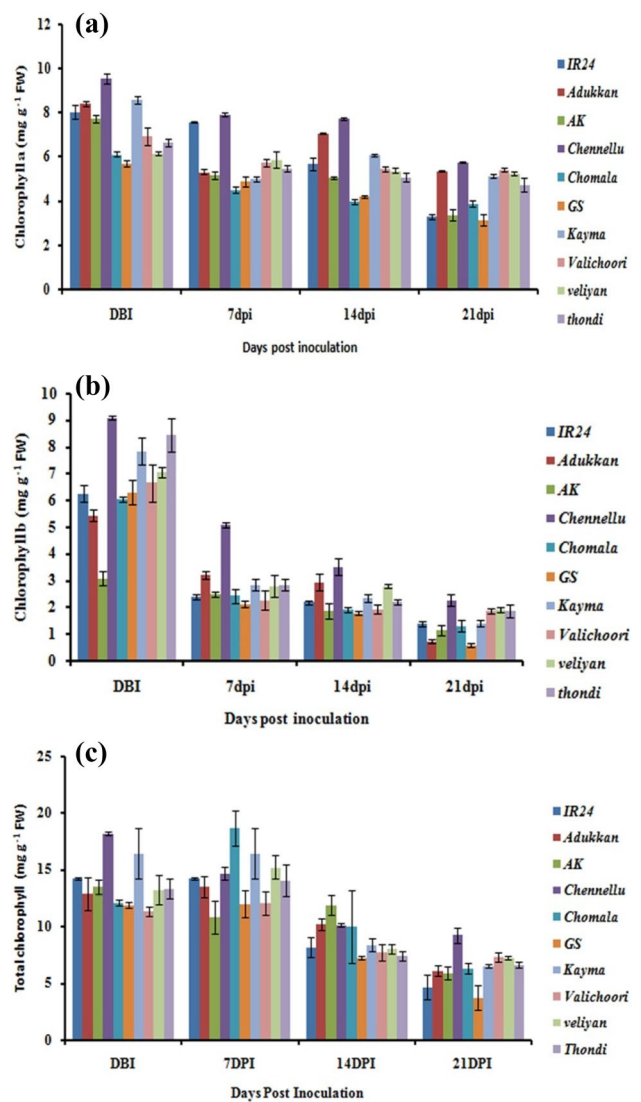 (a)
Chlorophyll a (mg g-1 FW)
12
10
8
6
4
2
0
DBI 7dpi 14dpi 21dpi
Days post inoculation
IR24
Adukkan
AK
Chennellu
Chomala
GS
Kayma
Valichoori
veliyan
thondi
(b)
Chlorophyll b (mg g-1 FW)
10
9
8
7
6
5
4
3
2
1
0
DBI 7dpi 14dpi 21dpi
Days post inoculation
IR24
Adukkan
AK
Chennellu
Chomala
GS
Kayma
Valichoori
veliyan
thondi
(c)
Total chlorophyll (mg g-1 FW)
25
20
15
10
5
0
DBI 7DPI 14DPI 21DPI
Days Post Inoculation
IR24
Adukkan
AK
Chennellu
Chomala
GS
Kayma
Valichoori
veliyan
Thondi